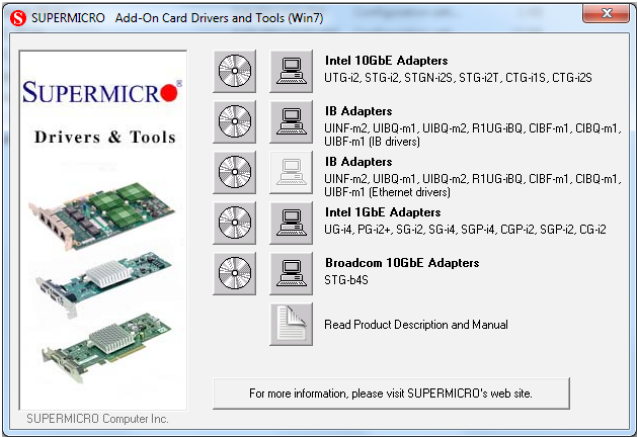 SUPERMICRO Add-On Card Drivers and Tools (Win7)
SUPERMICRO
Drivers & Tools
Intel 10GbE Adapters
UTG-i2, STG-i2, STGN-i2S, STG-i2T, CTG-i1S, CTG-i2S
IB Adapters
UINF-m2, UIBQ-m1, UIBQ-m2, R1UG-iBQ, CIBF-m1, CIBQ-m1,
UIBF-m1 (IB drivers)
IB Adapters
UINF-m2, UIBQ-m1, UIBQ-m2, R1UG-iBQ, CIBF-m1, CIBQ-m1,
UIBF-m1 (Ethernet drivers)
Intel 1GbE Adapters
UG-i4, PG-i2+, SG-i2, SG-i4, SGP-i4, CGP-i2, SGP-i2, CG-i2
Broadcom 10GbE Adapters
STG-b4S
Read Product Description and Manual
For more information, please visit SUPERMICRO's web site.
SUPERMICRO Computer Inc.